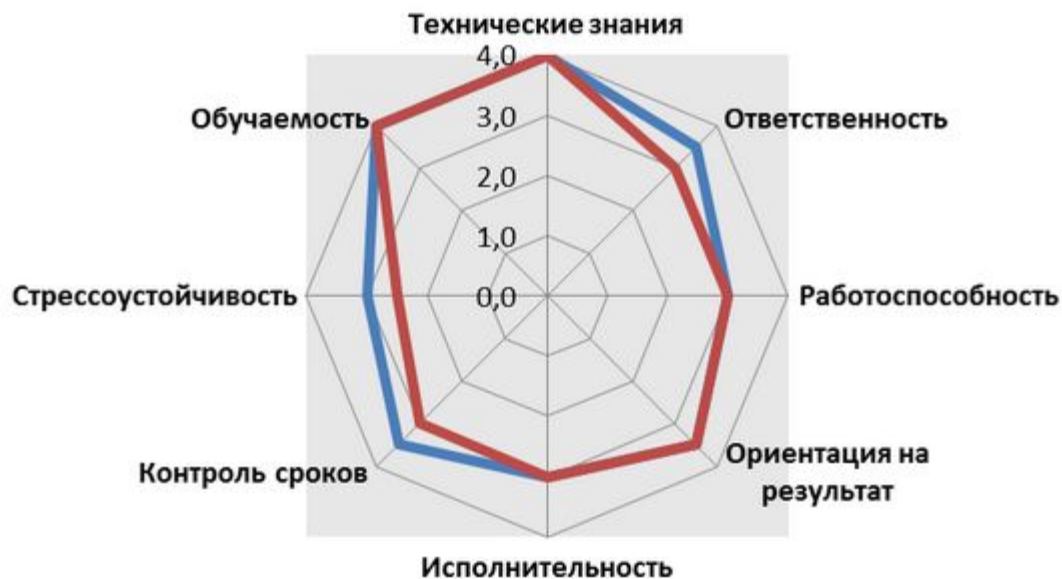 Технические знания
4,0
Обучаемость
3,0
Ответственность
2,0
1,0
Стрессоустойчивость
0,0
Работоспособность
Контроль сроков
Ориентация на
результат
Исполнительность